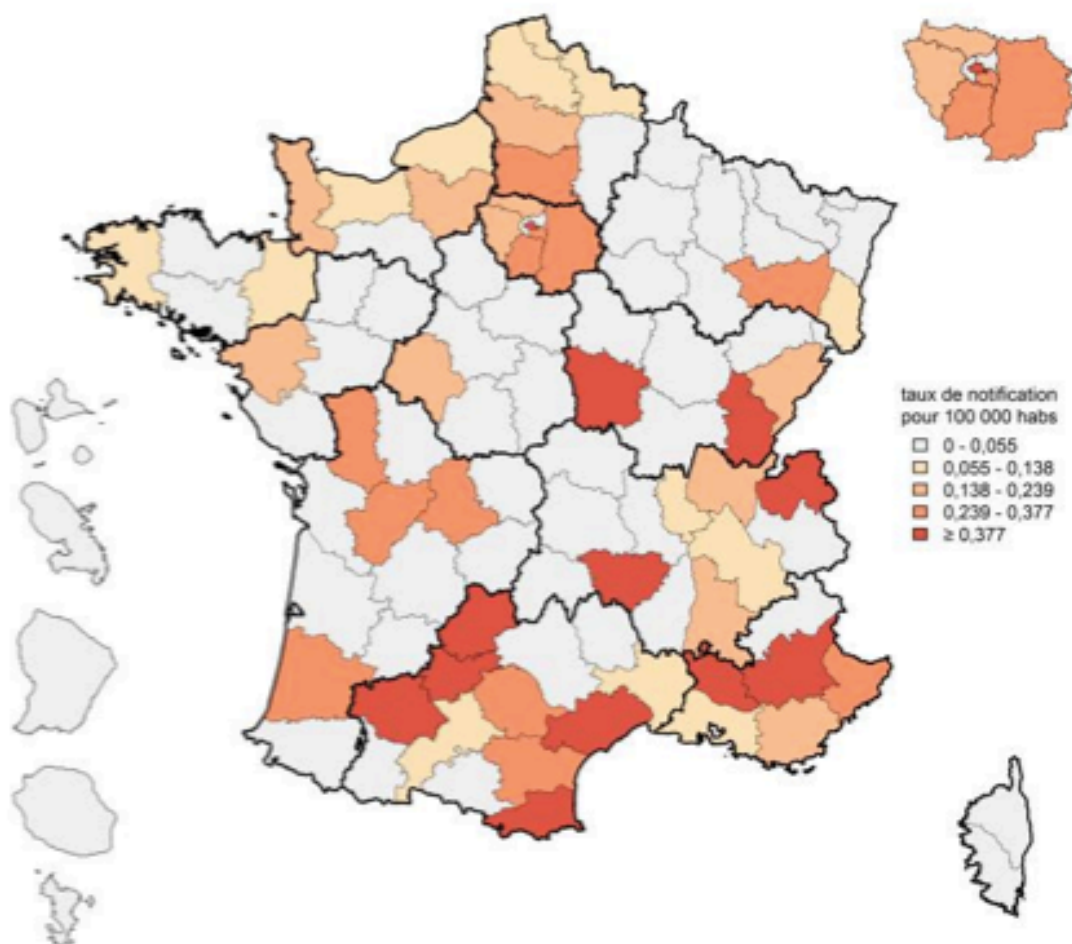 taux de notification
pour 100 000 habs
0 - 0,055
0,055 - 0,138
0,138 - 0,239
0,239 - 0,377
≥ 0,377